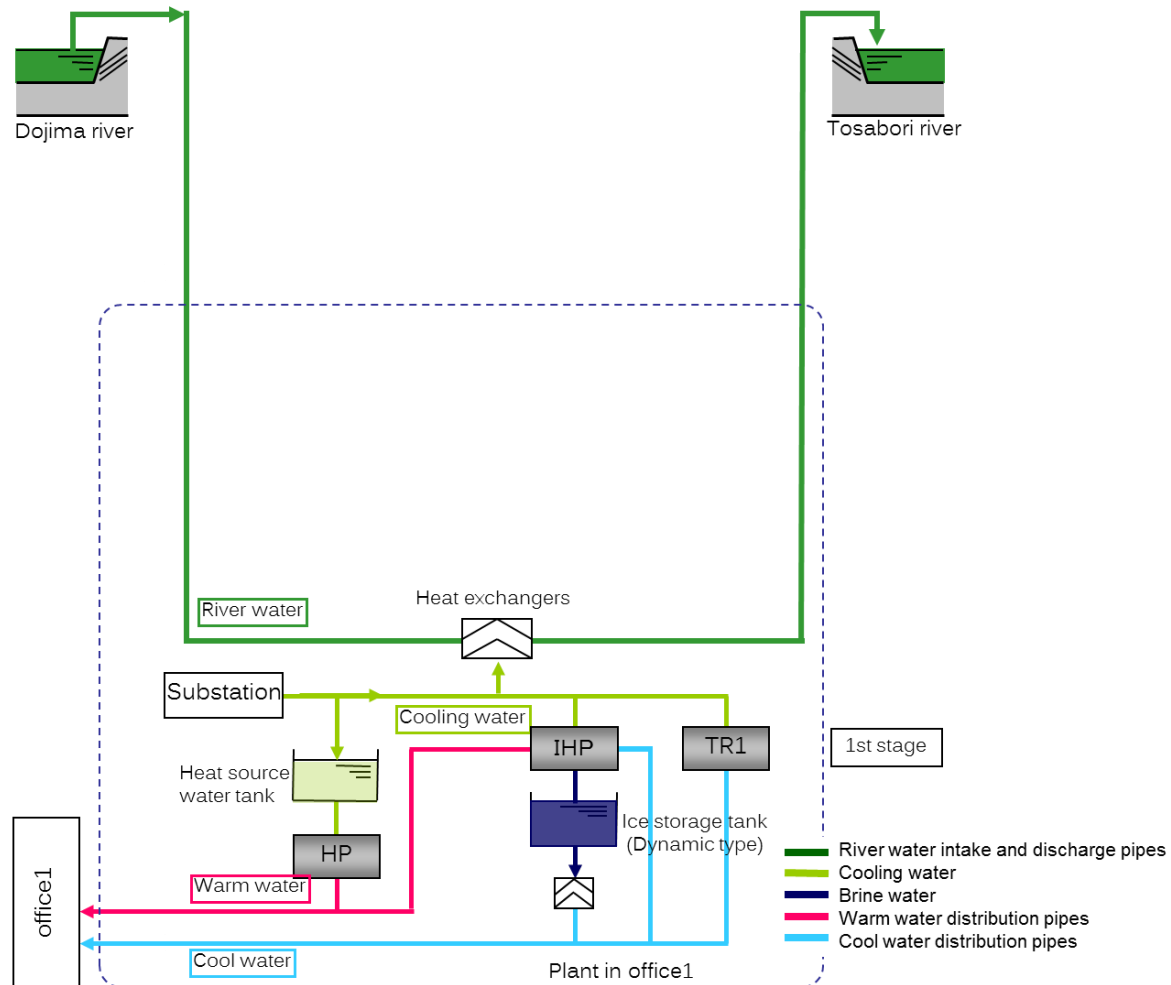 Dojima river
Tosabori river
Heat exchangers
River water
Substation
Cooling water
IHP
TR1
1st stage
Heat source
water tank
Ice storage tank
(Dynamic type)
HP
Warm water
office1
Cool water
Plant in office1
River water intake and discharge pipes
Cooling water
Brine water
Warm water distribution pipes
Cool water distribution pipes